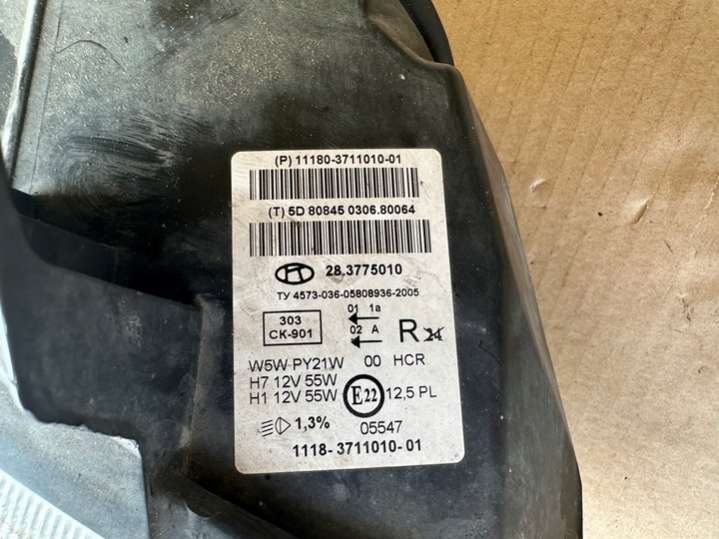 (P) 11180-3711010-01
(T) 5D 80845 0306.80064
28.3775010
ТУ 4573-036-05808936-2005
303
СК-901
01 1a
02 A
R 24
W5W PY21W 00 HCR
H7 12V 55W
H1 12V 55W
E22
12,5 PL
1,3%
05547
1118- 3711010- 01